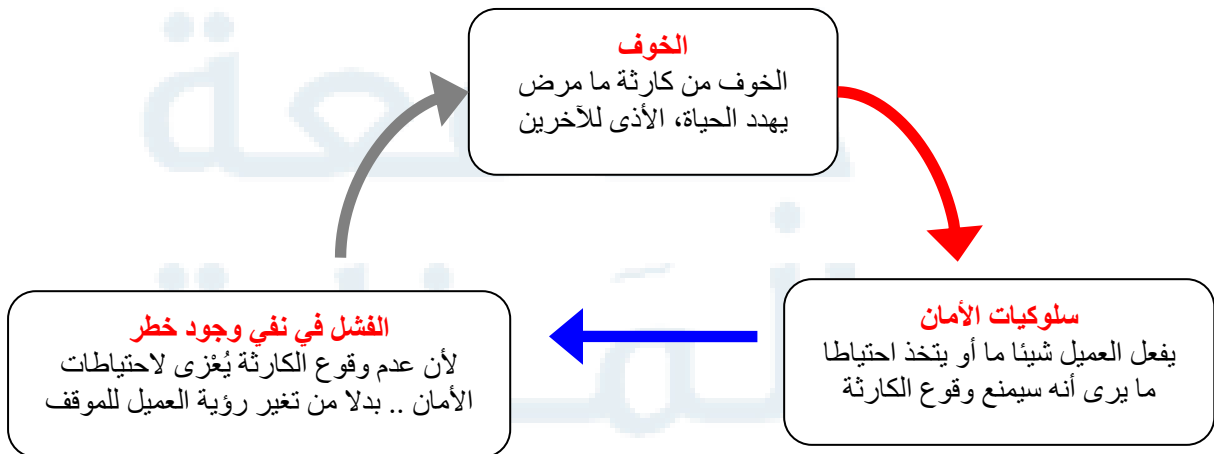 الخوف
الخوف من كارثة ما مرض
يهدد الحياة، الأذى للآخرين
سلوكيات الأمان
يفعل العميل شيئا ما أو يتخذ احتياطا
ما يرى أنه سيمنع وقوع الكارثة
الفشل في نفي وجود خطر
لأن عدم وقوع الكارثة يُعْزى لاحتياطات
الأمان .. بدلا من تغير رؤية العميل للموقف